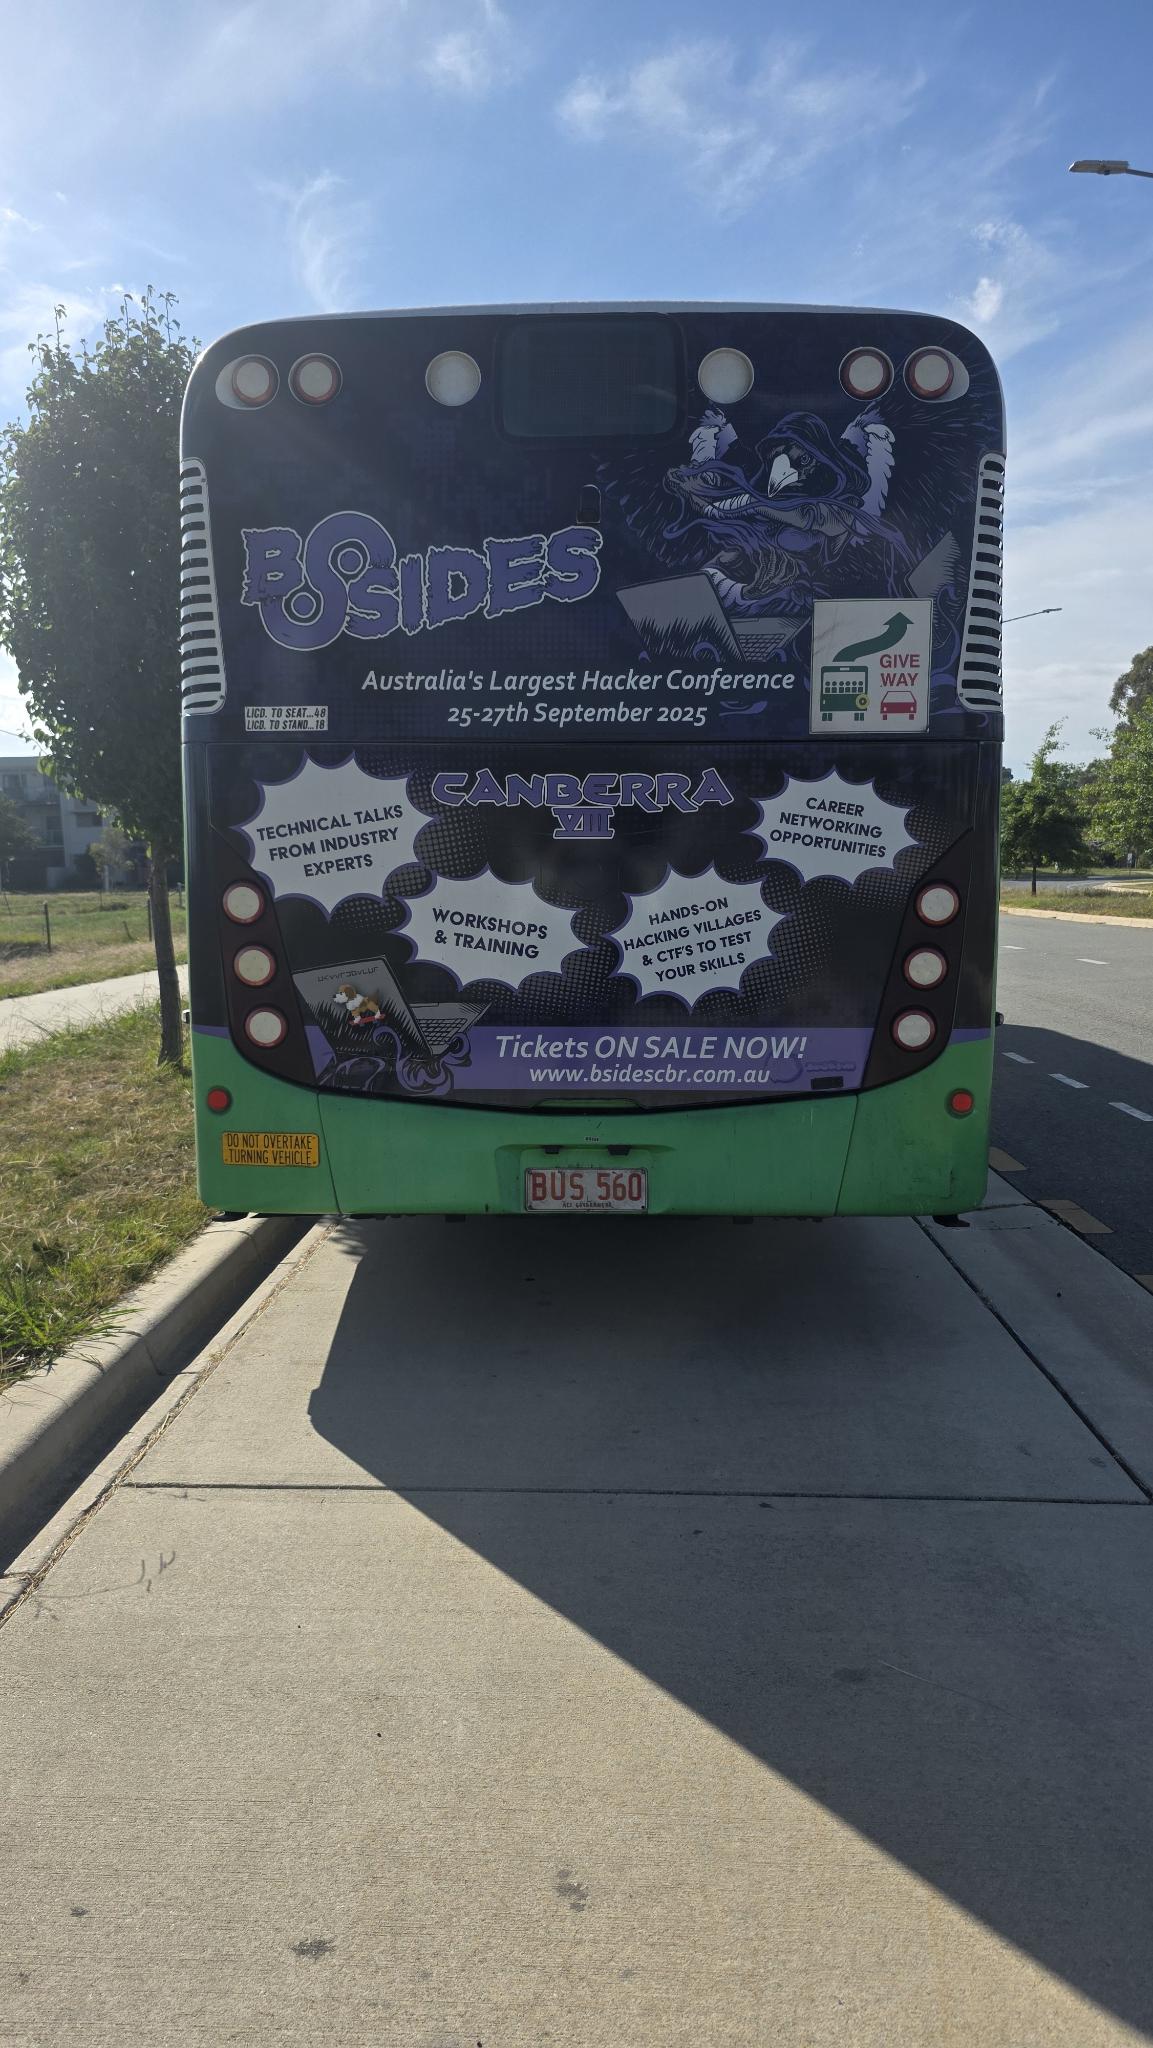 BSIDES
Australia's Largest Hacker Conference
25-27th September 2025
GIVE
WAY
LICD. TO SEAT...48
LICD. TO STAND...18
CANBERRA
VIII
TECHNICAL TALKS
FROM INDUSTRY
EXPERTS
CAREER
NETWORKING
OPPORTUNITIES
WORKSHOPS
& TRAINING
HANDS-ON
HACKING VILLAGES
& CTF'S TO TEST
YOUR SKILLS
Tickets ON SALE NOW!
www.bsidescbr.com.au
DO NOT OVERTAKE
TURNING VEHICLE
BUS 560
ACT GOVERNMENT